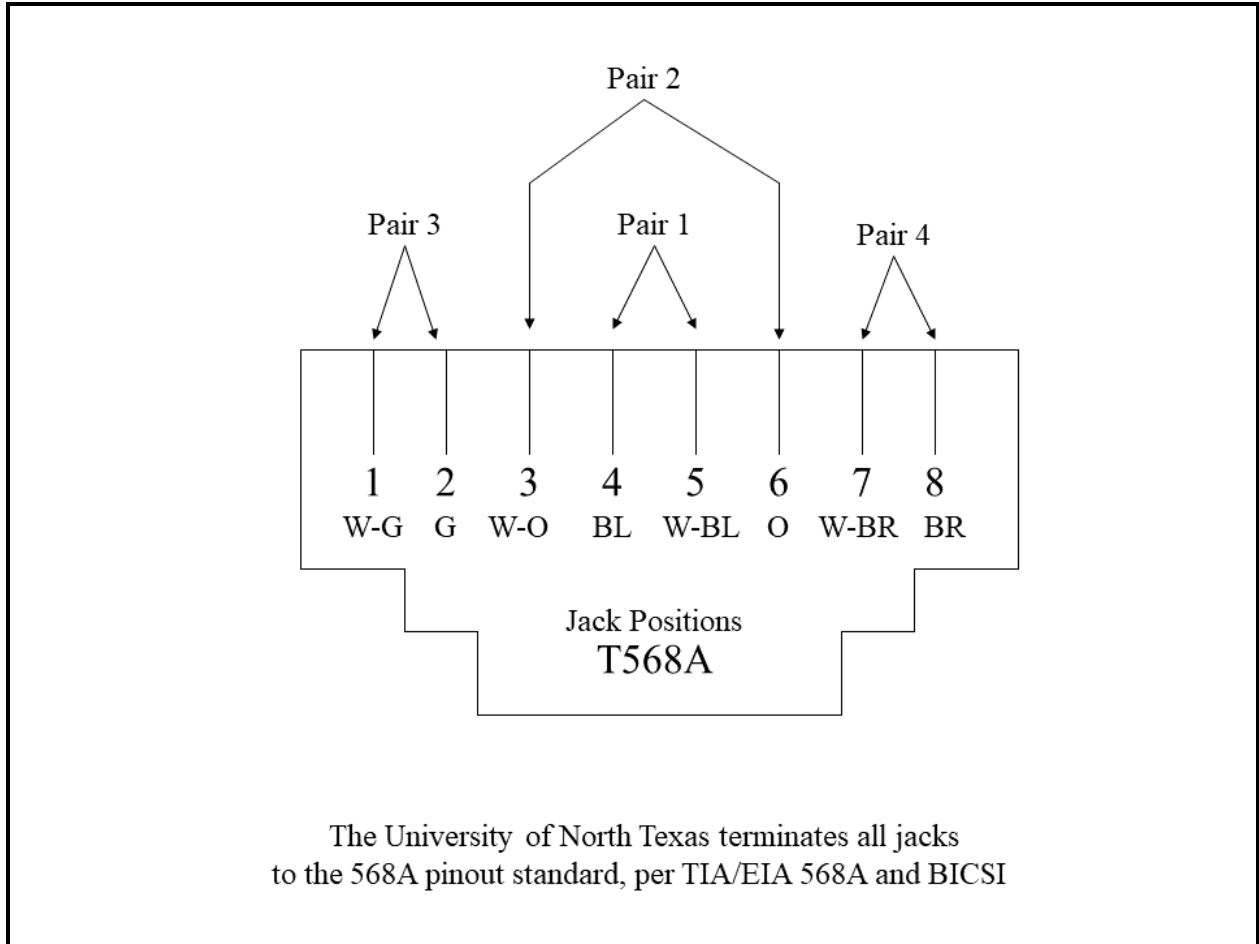 Pair 2
Pair 3
Pair 1
Pair 4
1 2 3 4 5 6 7 8
W-G G W-O BL W-BL O W-BR BR
Jack Positions
T568A
The University of North Texas terminates all jacks
to the 568A pinout standard, per TIA/EIA 568A and BICSI